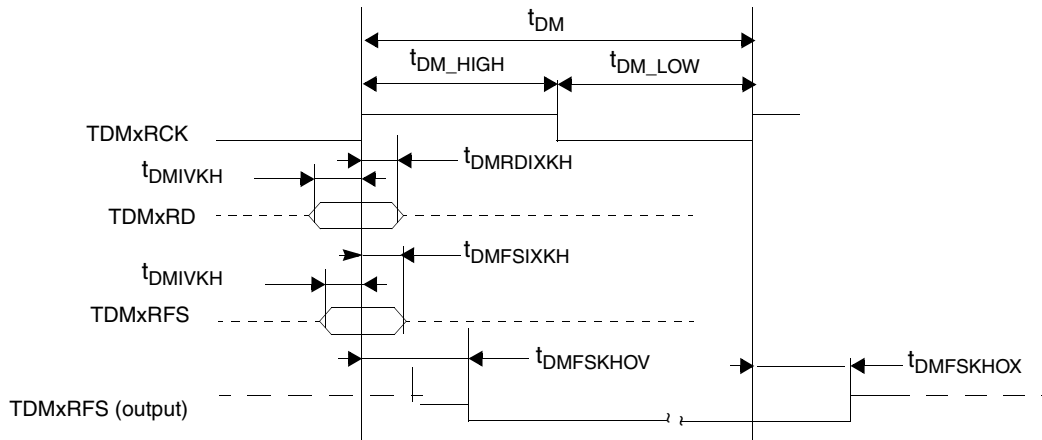 tDM
tDM_HIGH
tDM_LOW
TDMxRCK
tDMIVKH
tDMRDIXKH
TDMxRD
tDMIVKH
tDMFSIXKH
TDMxRFS
tDMFSKHOV
tDMFSKHOX
TDMxRFS (output)